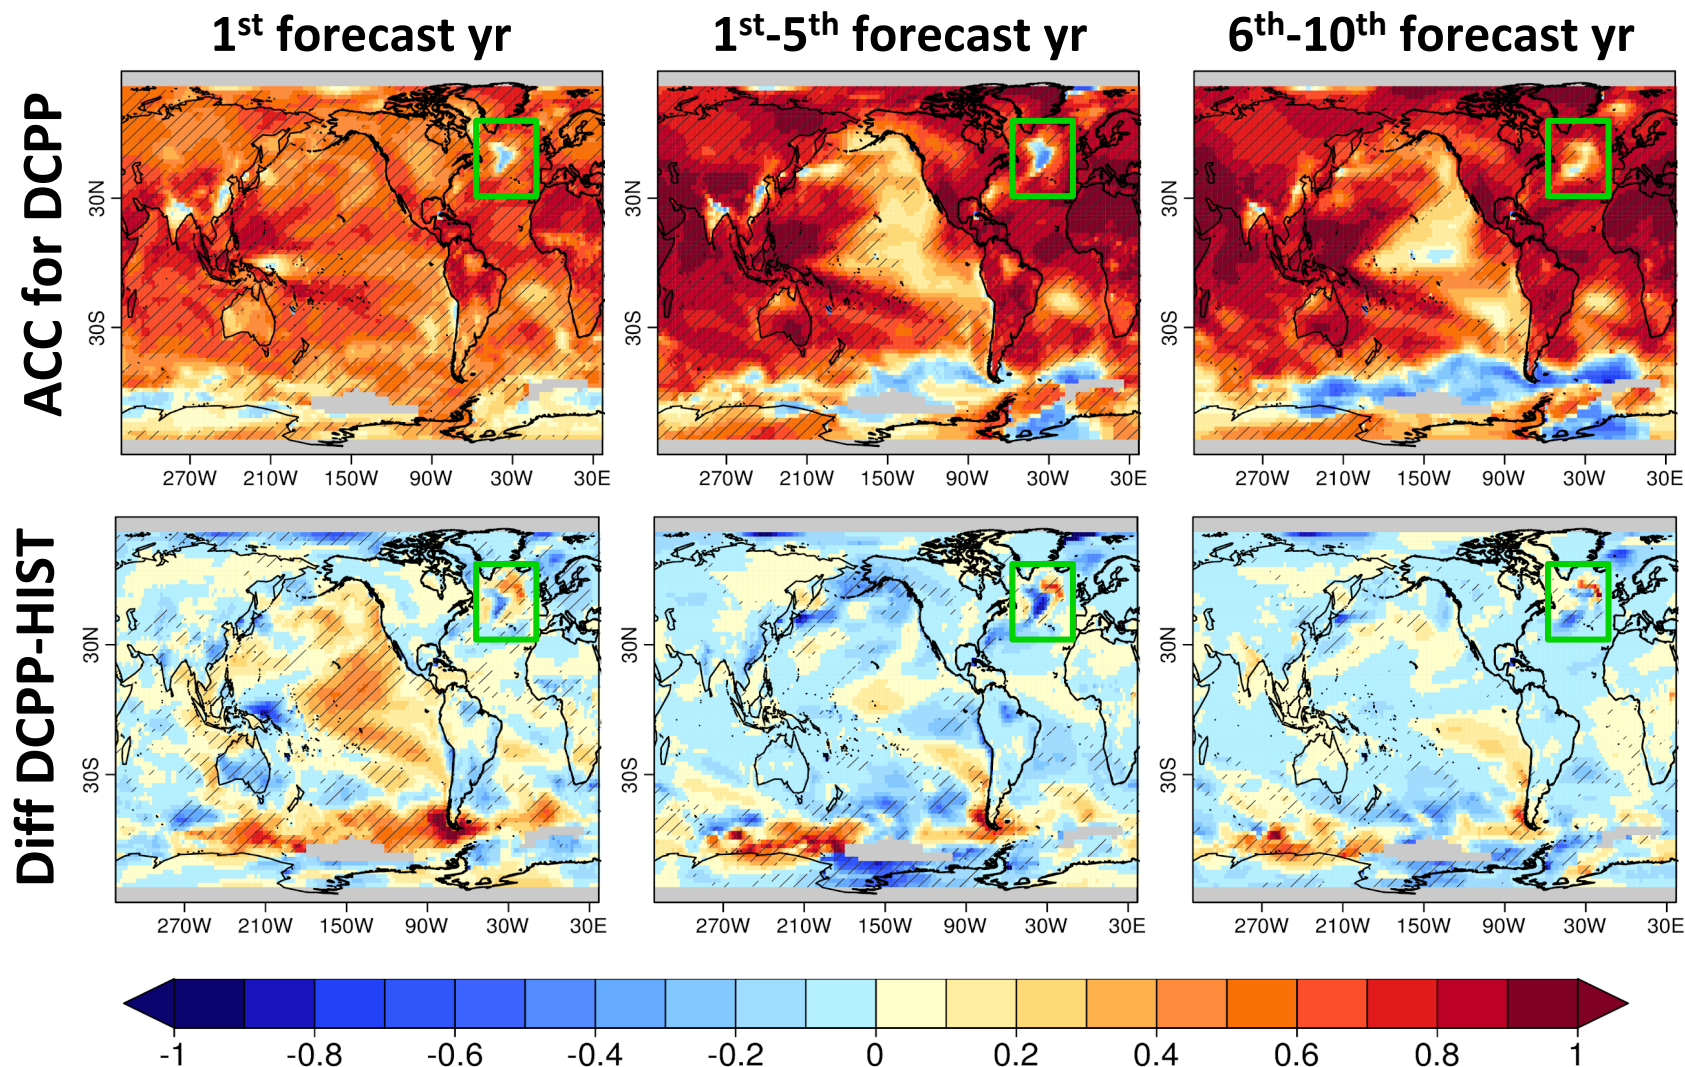 1st forecast yr 1st-5th forecast yr 6th-10th forecast yr
ACC for DCPP
30N 30S 30N 30S 30N 30S
270W 210W 150W 90W 30W 30E 270W 210W 150W 90W 30W 30E 270W 210W 150W 90W 30W 30E
Diff DCPP-HIST
30N 30S 30N 30S 30N 30S
270W 210W 150W 90W 30W 30E 270W 210W 150W 90W 30W 30E 270W 210W 150W 90W 30W 30E
-1 -0.8 -0.6 -0.4 -0.2 0 0.2 0.4 0.6 0.8 1